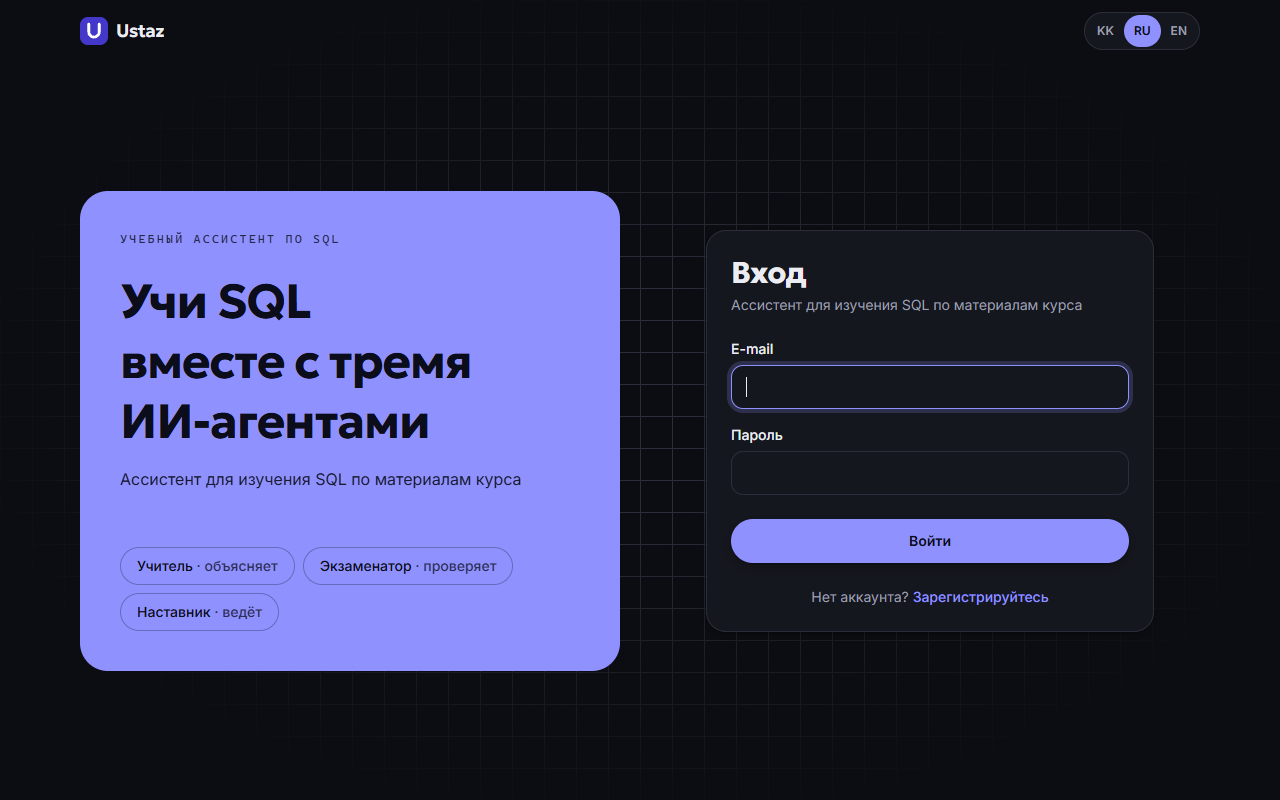 U Ustaz
KK RU EN
УЧЕБНЫЙ АССИСТЕНТ ПО SQL
Учи SQL
вместе с тремя
ИИ-агентами
Ассистент для изучения SQL по материалам курса
Учитель · объясняет
Экзаменатор · проверяет
Наставник · ведёт
Вход
Ассистент для изучения SQL по материалам курса
E-mail
Пароль
Войти
Нет аккаунта? Зарегистрируйтесь